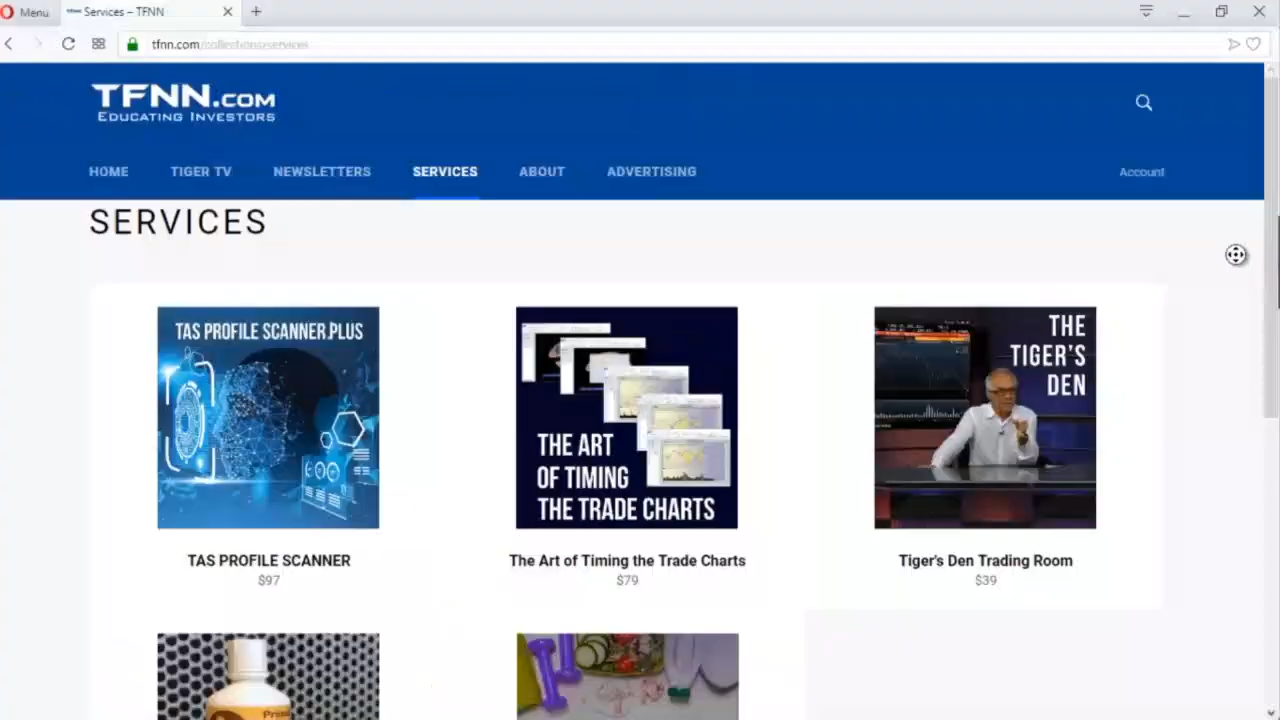 Menu
Services – TFNN
tfnn.com/collections/services
TFNN.COM
EDUCATING INVESTORS
HOME
TIGER TV
NEWSLETTERS
SERVICES
ABOUT
ADVERTISING
Account
SERVICES
TAS PROFILE SCANNER PLUS
THE ART
OF TIMING
THE TRADE CHARTS
THE
TIGER'S
DEN
TAS PROFILE SCANNER
$97
The Art of Timing the Trade Charts
$79
Tiger's Den Trading Room
$39